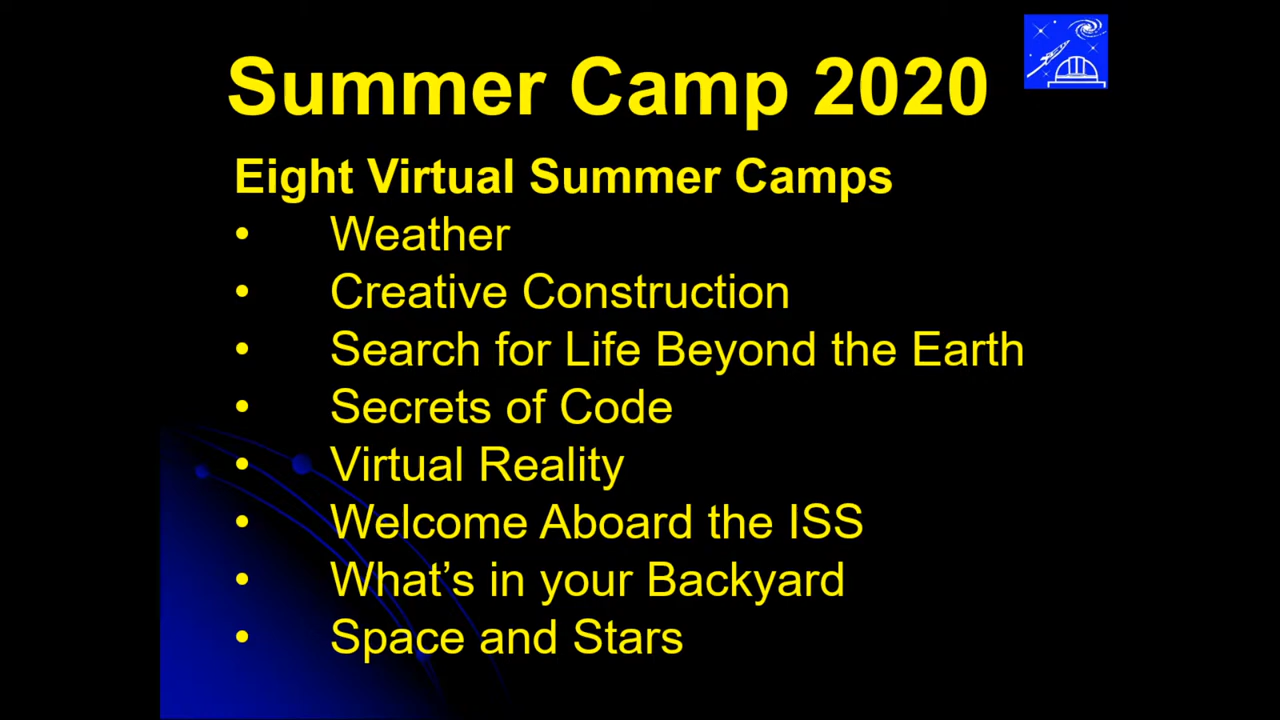 Summer Camp 2020
Eight Virtual Summer Camps
• Weather
• Creative Construction
• Search for Life Beyond the Earth
• Secrets of Code
• Virtual Reality
• Welcome Aboard the ISS
• What’s in your Backyard
• Space and Stars